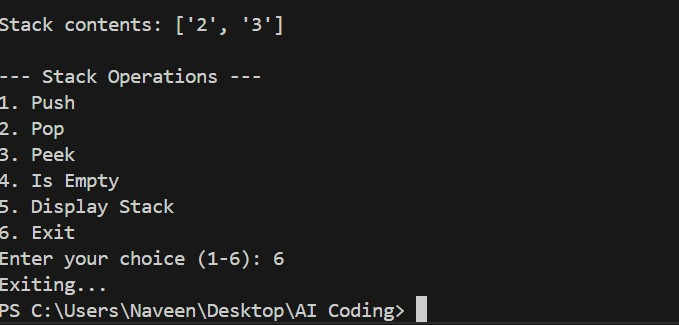 Stack contents: ['2', '3']
--- Stack Operations ---
1. Push
2. Pop
3. Peek
4. Is Empty
5. Display Stack
6. Exit
Enter your choice (1-6): 6
Exiting...
PS C:\Users\Naveen\Desktop\AI Coding>